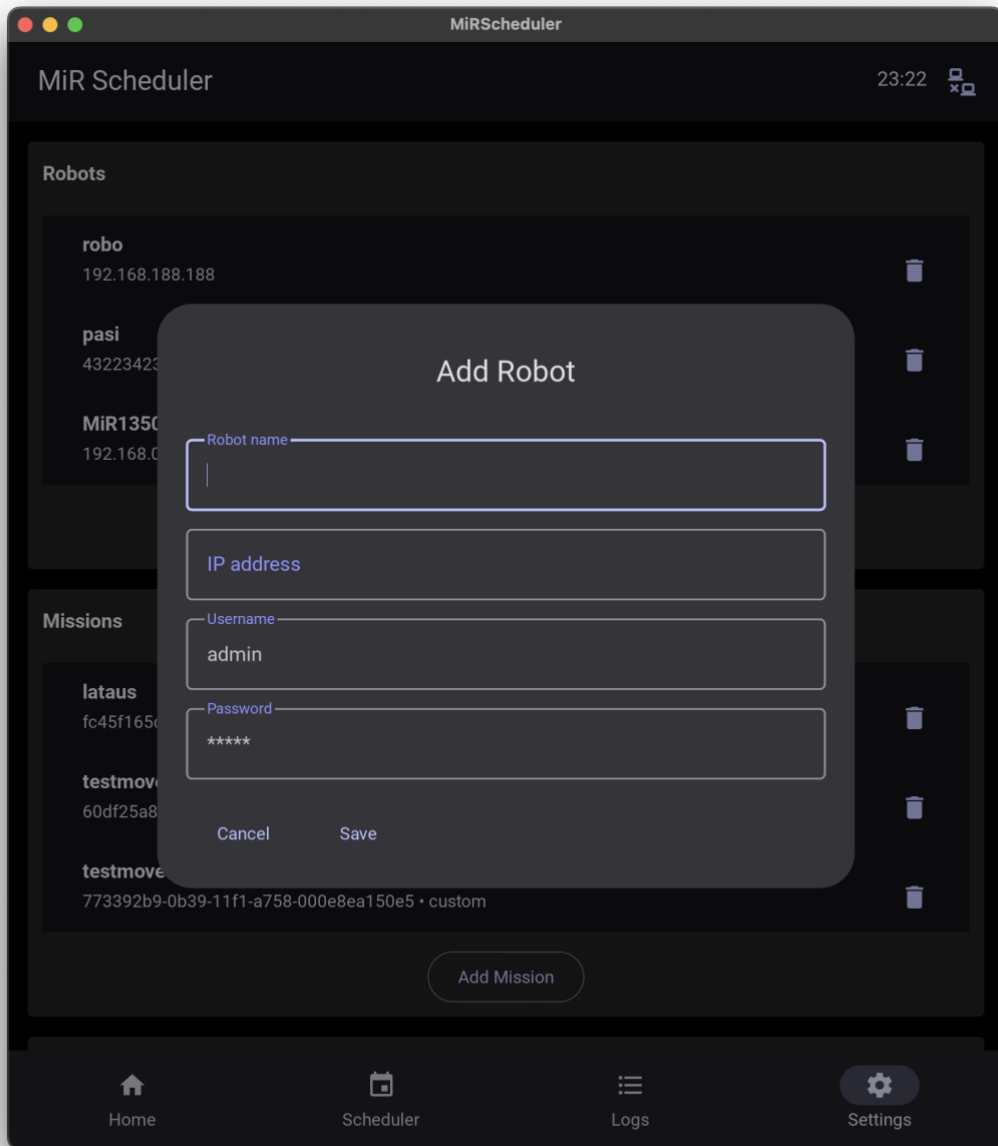 MiRScheduler
MiR Scheduler
23:22
Robots
robo
192.168.188.188
pasi
43223423
MiR1350
192.168.0
Add Robot
Robot name
IP address
Username
admin
Password
*****
Cancel
Save
Missions
lataus
fc45f165
testmov
60df25a8
testmove
773392b9-0b39-11f1-a758-000e8ea150e5 • custom
Add Mission
Home
Scheduler
Logs
Settings